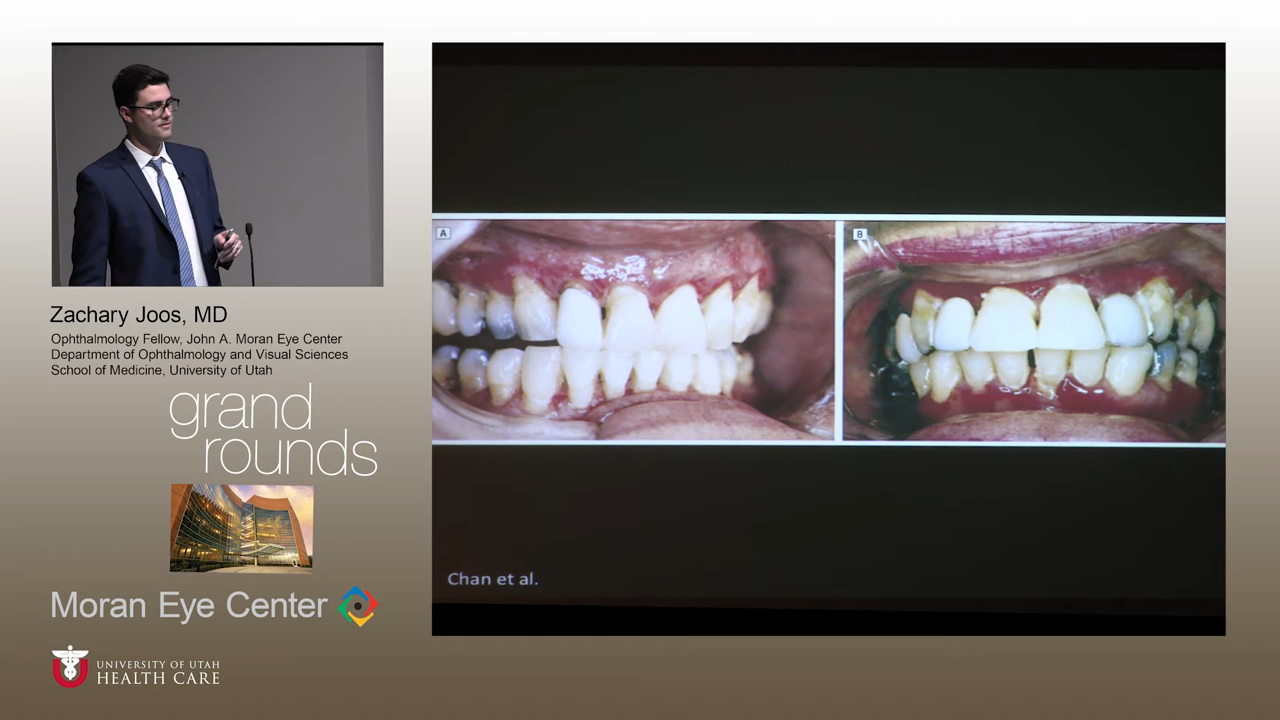 A
B
Chan et al.
Zachary Joos, MD
Ophthalmology Fellow, John A. Moran Eye Center
Department of Ophthalmology and Visual Sciences
School of Medicine, University of Utah
grand
rounds
Moran Eye Center
U
UNIVERSITY OF UTAH
HEALTH CARE